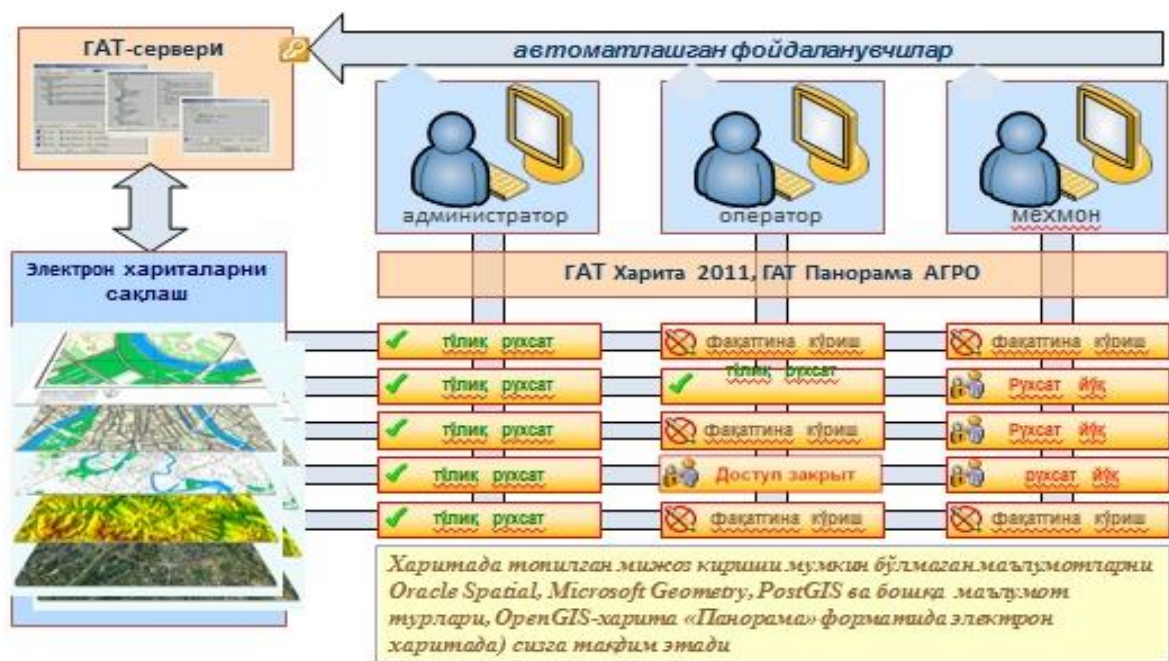 ГАТ-сервери
автоматлашган фойдаланувчилар
администратор
оператор
мехмон
Электрон хариталарни
сақлаш
ГАТ Харита 2011, ГАТ Панорама АГРО
тўлиқ рухсат
фақатгина кўриш
фақатгина кўриш
тўлиқ рухсат
тўлиқ рухсат
Рухсат йўқ
тўлиқ рухсат
фақатгина кўриш
Рухсат йўқ
тўлиқ рухсат
Доступ закрыт
рухсат йўқ
тўлиқ рухсат
фақатгина кўриш
фақатгина кўриш
Харитада топилган мижоз кириши мумкин бўлмаган маълумотларни
Oracle Spatial, Microsoft Geometry, PostGIS ва бошқа маълумот
турлари, OpenGIS-харита «Панорама» форматида электрон
харитада) сизга тақдим этади